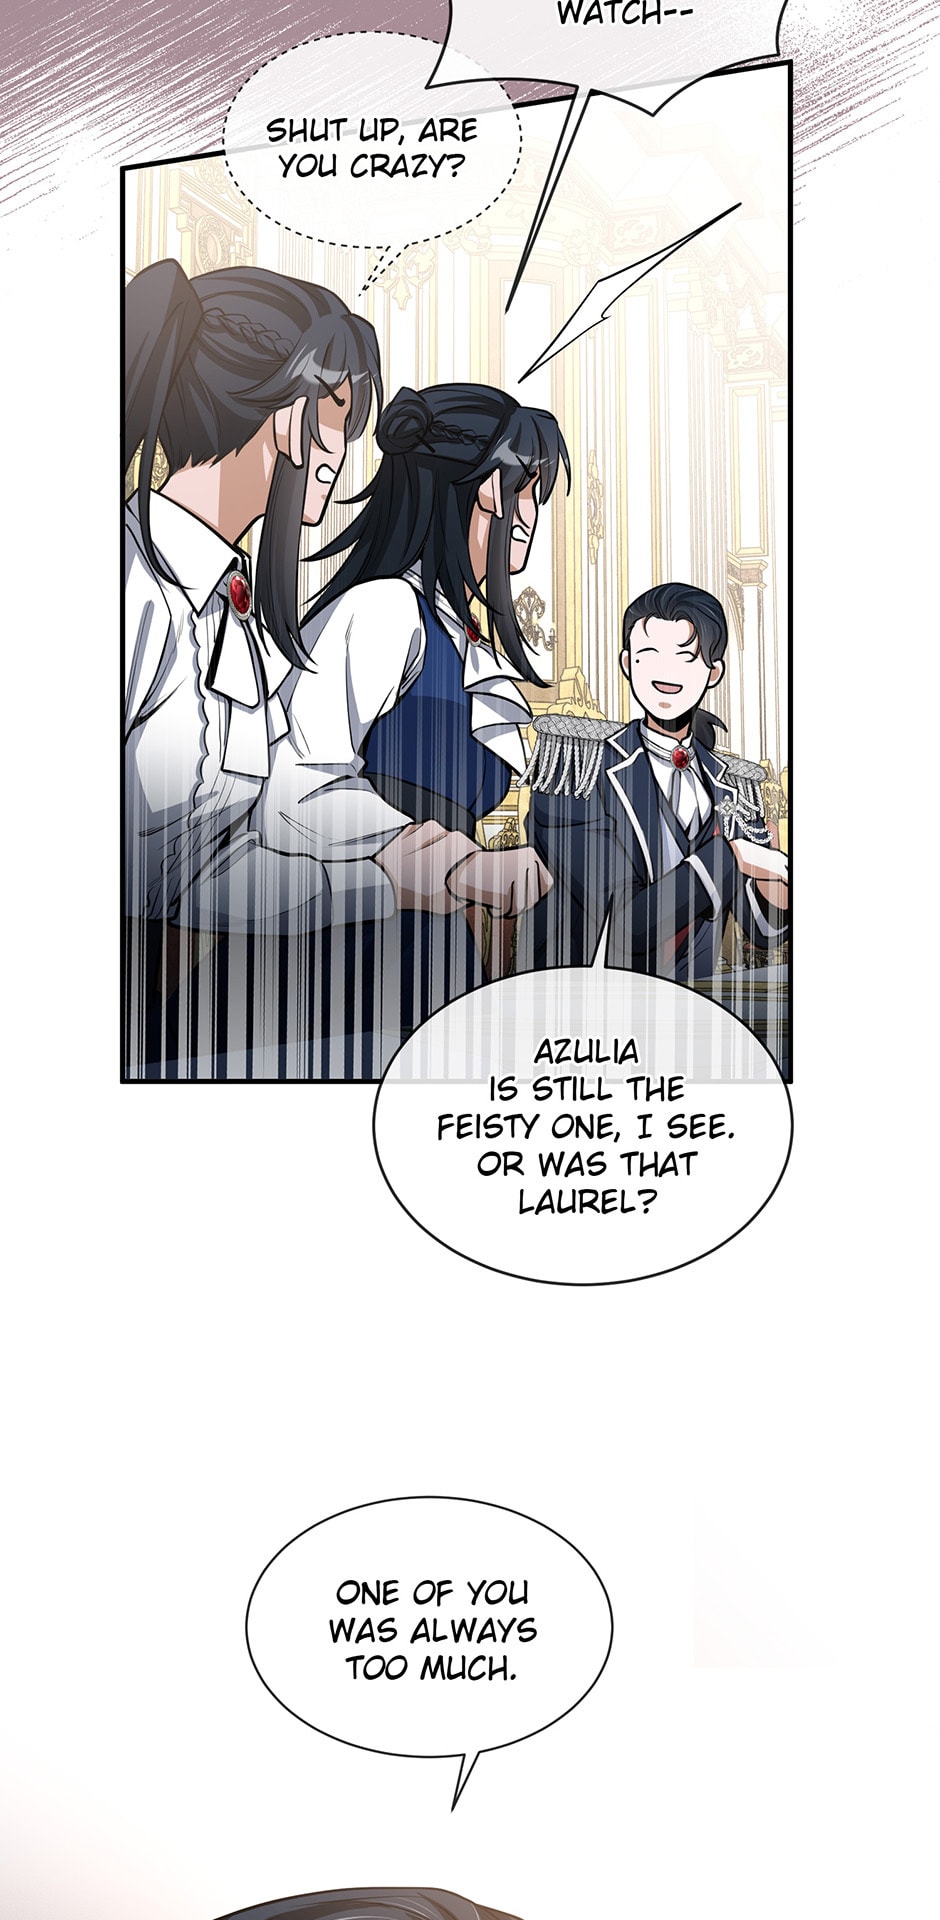 WATCH--
SHUT UP, ARE
YOU CRAZY?
AZULIA
IS STILL THE
FEISTY ONE, I SEE.
OR WAS THAT
LAUREL?
ONE OF YOU
WAS ALWAYS
TOO MUCH.